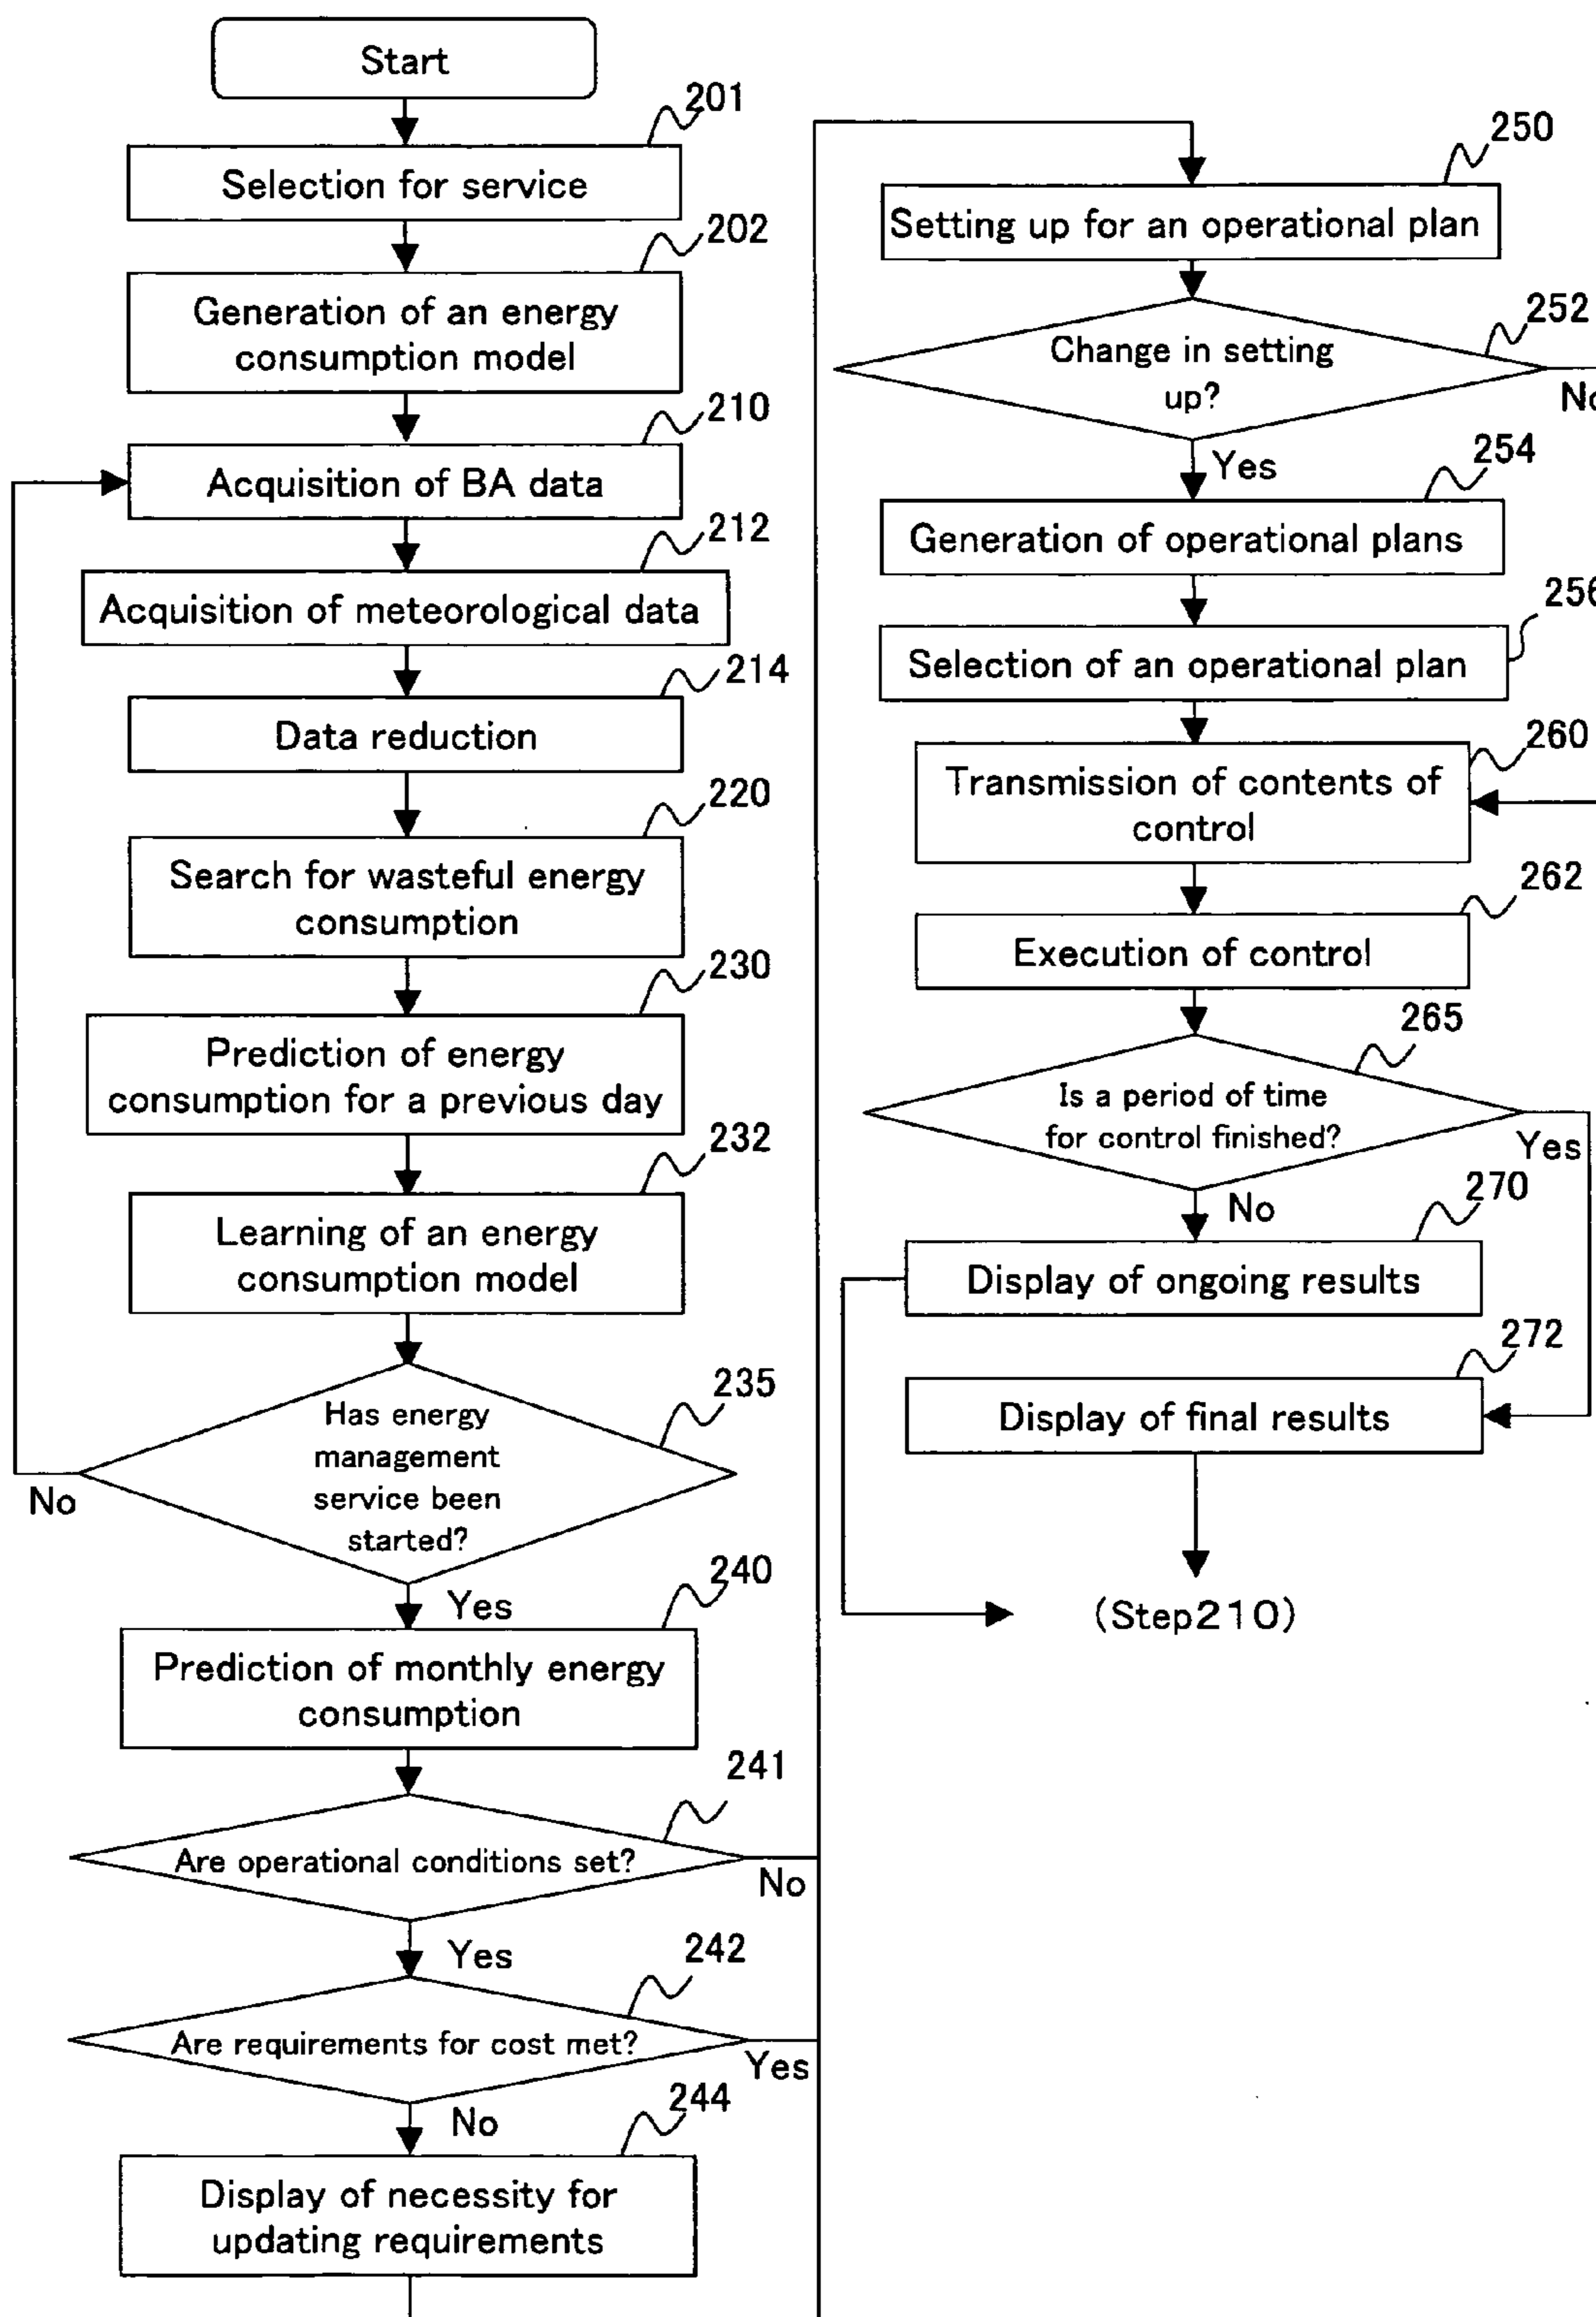 Start
201
Selection for service
202
Generation of an energy
consumption model
210
Acquisition of BA data
212
Acquisition of meteorological data
214
Data reduction
220
Search for wasteful energy
consumption
230
Prediction of energy
consumption for a previous day
232
Learning of an energy
consumption model
235
Has energy
management
service been
started?
No
Yes
240
Prediction of monthly energy
consumption
241
Are operational conditions set?
No
Yes
242
Are requirements for cost met?
Yes
No
244
Display of necessity for
updating requirements
250
Setting up for an operational plan
252
Change in setting
up?
No
Yes
254
Generation of operational plans
256
Selection of an operational plan
260
Transmission of contents of
control
262
Execution of control
265
Is a period of time
for control finished?
Yes
No
270
Display of ongoing results
272
Display of final results
(Step210)